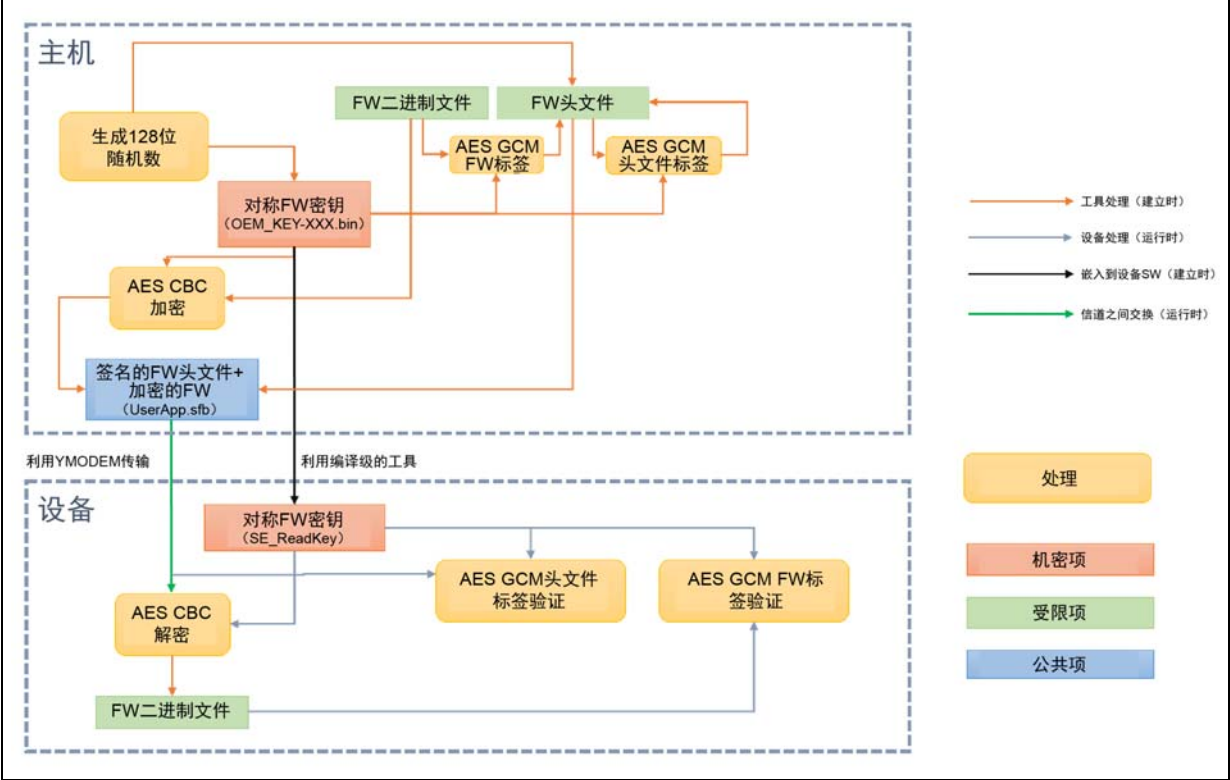 主机
FW二进制文件
FW头文件
生成128位
随机数
AES GCM
FW标签
AES GCM
头文件标签
对称FW密钥
（OEM_KEY-XXX.bin）
AES CBC
加密
签名的FW头文件+
加密的FW
（UserApp.sfb）
工具处理（建立时）
设备处理（运行时）
嵌入到设备SW（建立时）
信道之间交换（运行时）
利用YMODEM传输
利用编译级的工具
设备
对称FW密钥
（SE_ReadKey）
AES GCM头文件
标签验证
AES GCM FW标
签验证
AES CBC
解密
FW二进制文件
处理
机密项
受限项
公共项